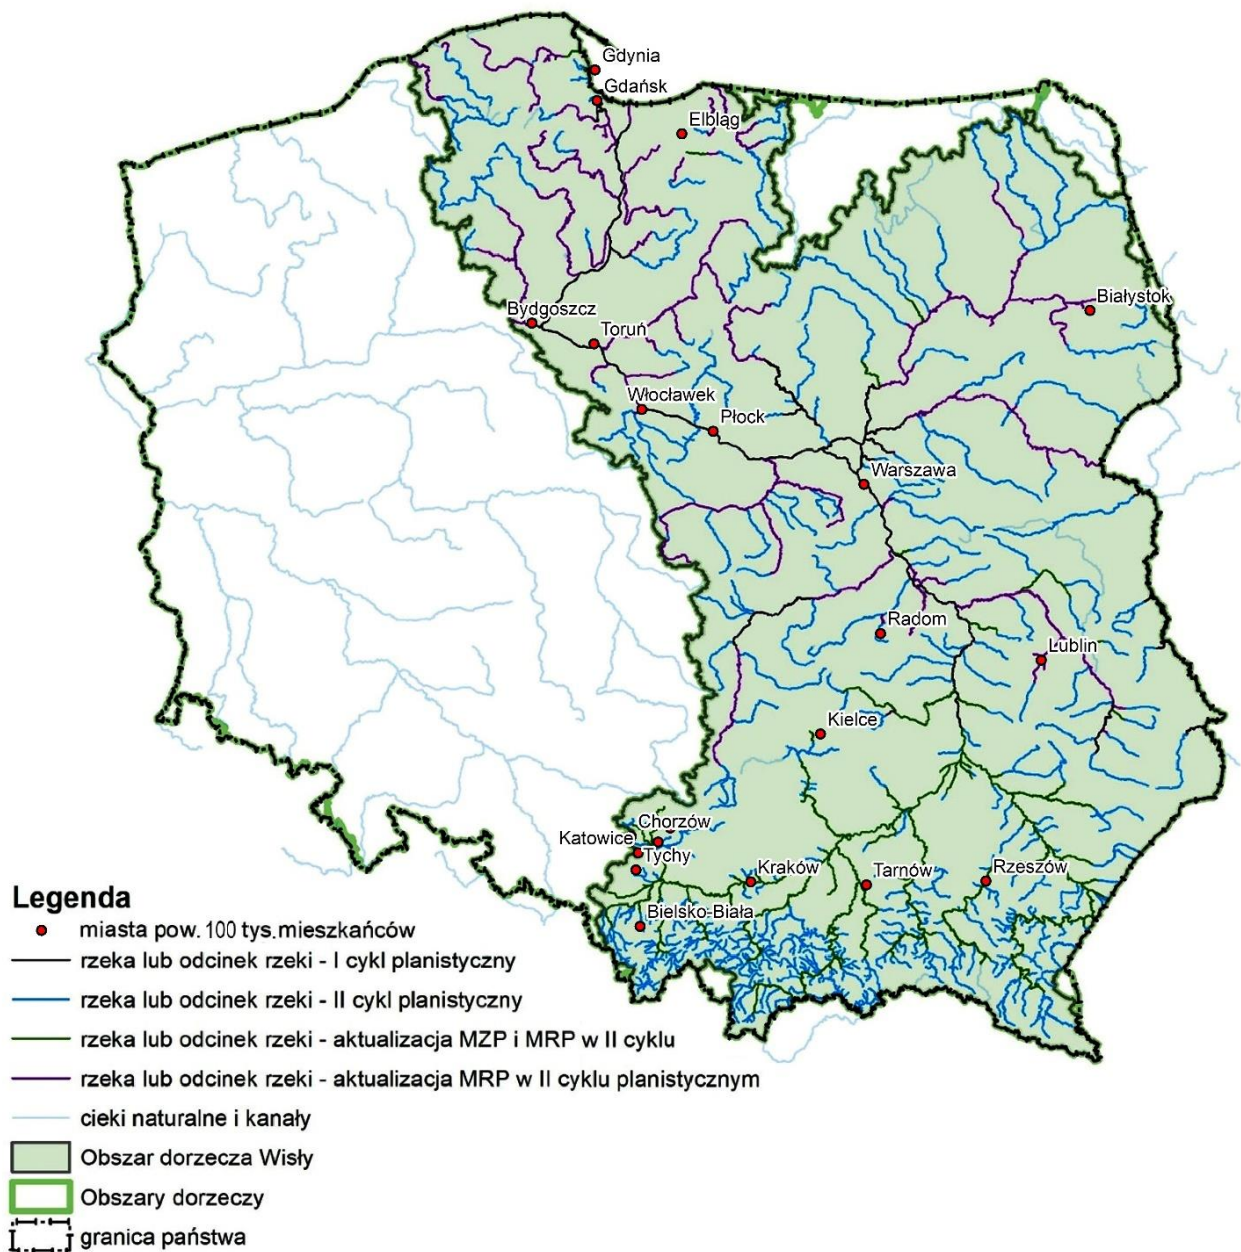 Gdynia
Gdańsk
Elbląg
Białystok
Bydgoszcz
Toruń
Włocławek
Płock
Warszawa
Radom
Lublin
Kielce
Chorzów
Katowice
Tychy
Kraków
Tarnów
Rzeszów
Bielsko-Biała
Legenda
miasta pow. 100 tys.mieszkańców
rzeka lub odcinek rzeki - I cykl planistyczny
rzeka lub odcinek rzeki - II cykl planistyczny
rzeka lub odcinek rzeki - aktualizacja MZP i MRP w II cyklu
rzeka lub odcinek rzeki - aktualizacja MRP w II cyklu planistycznym
cieki naturalne i kanały
Obszar dorzecza Wisły
Obszary dorzeczy
granica państwa